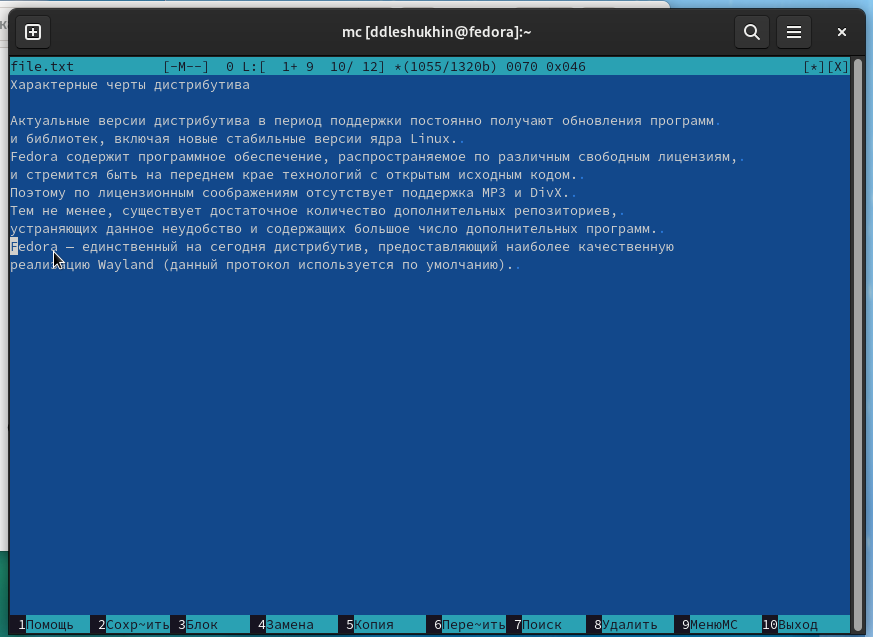 mc [ddleshukhin@fedora]:~
file.txt [-M--] 0 L:[ 1+ 9 10/ 12] *(1055/1320b) 0070 0x046 [*][X]
Характерные черты дистрибутива
Актуальные версии дистрибутива в период поддержки постоянно получают обновления программ.
и библиотек, включая новые стабильные версии ядра Linux..
Fedora содержит программное обеспечение, распространяемое по различным свободным лицензиям,.
и стремится быть на переднем крае технологий с открытым исходным кодом..
Поэтому по лицензионным соображениям отсутствует поддержка MP3 и DivX..
Тем не менее, существует достаточное количество дополнительных репозиториев,.
устраняющих данное неудобство и содержащих большое число дополнительных программ..
Fedora — единственный на сегодня дистрибутив, предоставляющий наиболее качественную
реализацию Wayland (данный протокол используется по умолчанию)..
1Помощь 2Сохр~ить 3Блок 4Замена 5Копия 6Пере~ить 7Поиск 8Удалить 9МенюMC 10Выход